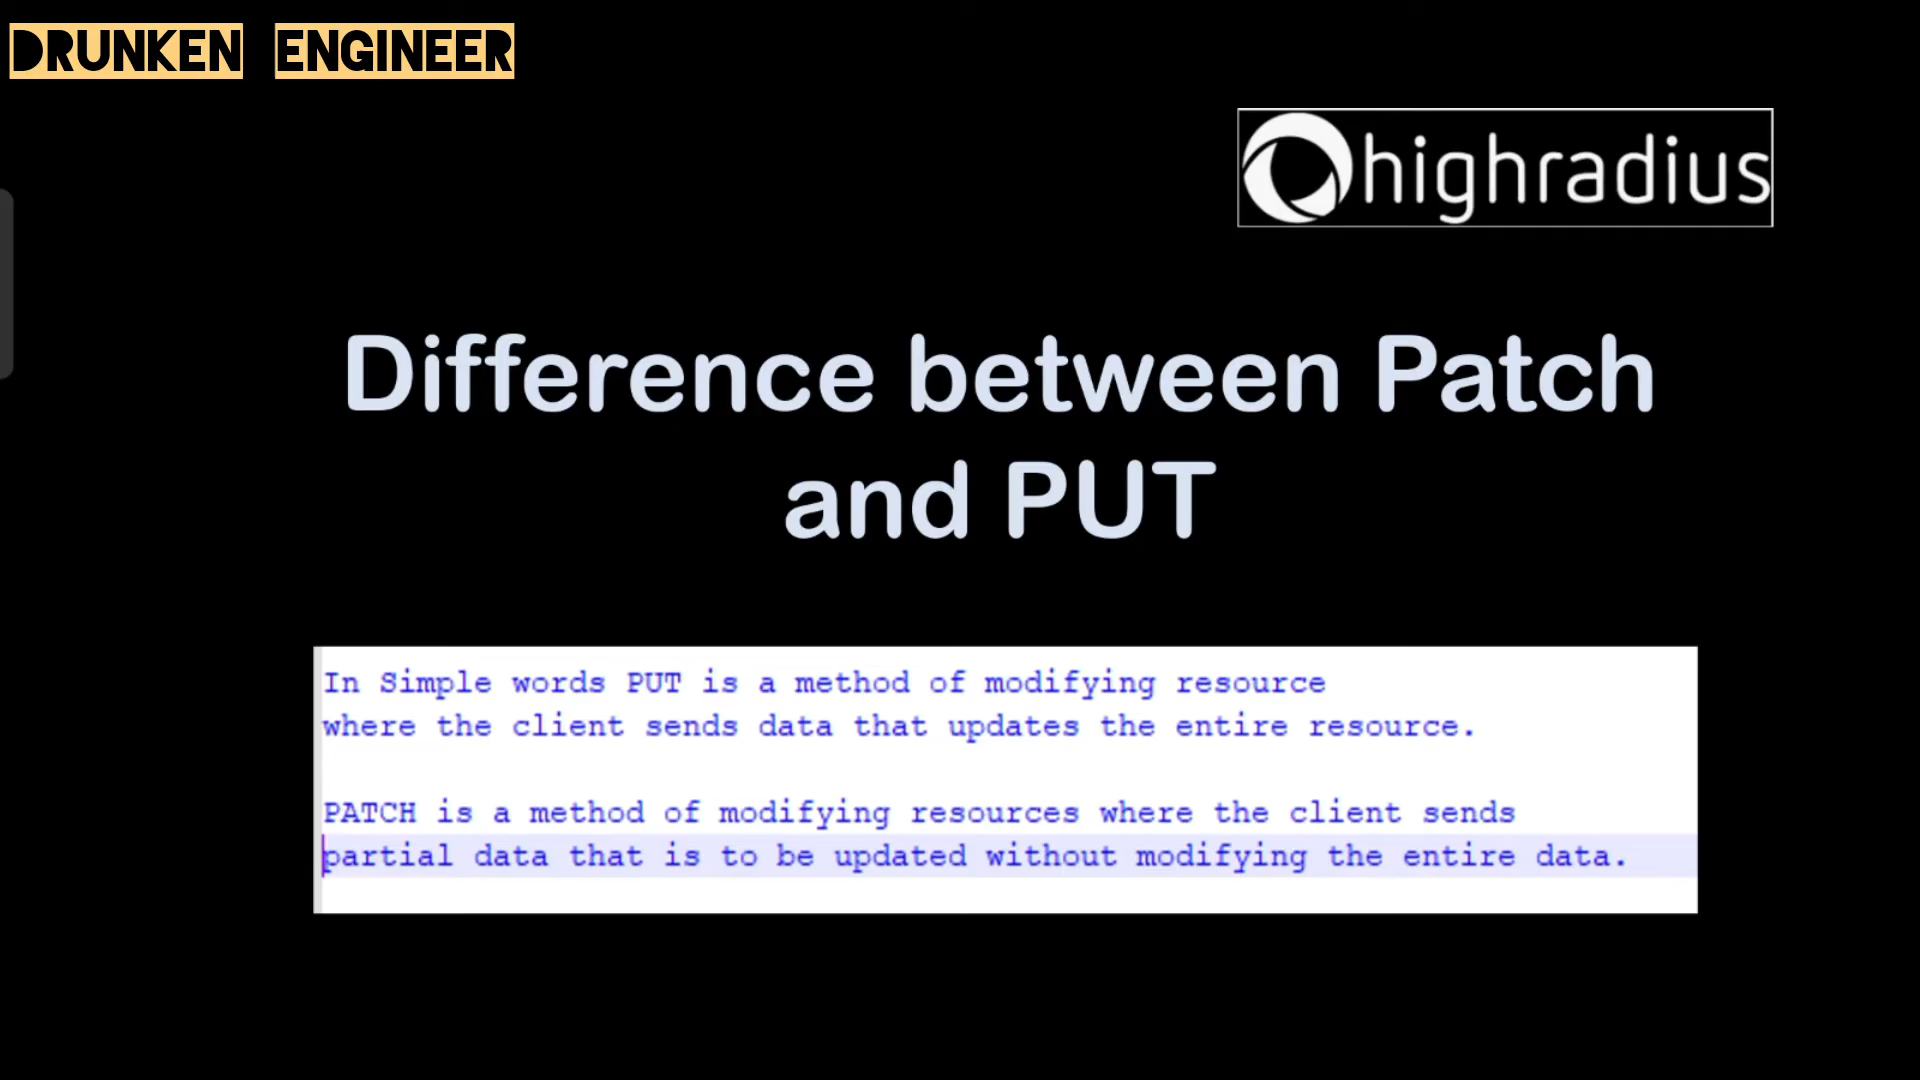 DRUNKEN ENGINEER
highradius
Difference between Patch
and PUT
In Simple words PUT is a method of modifying resource
where the client sends data that updates the entire resource.
PATCH is a method of modifying resources where the client sends
partial data that is to be updated without modifying the entire data.